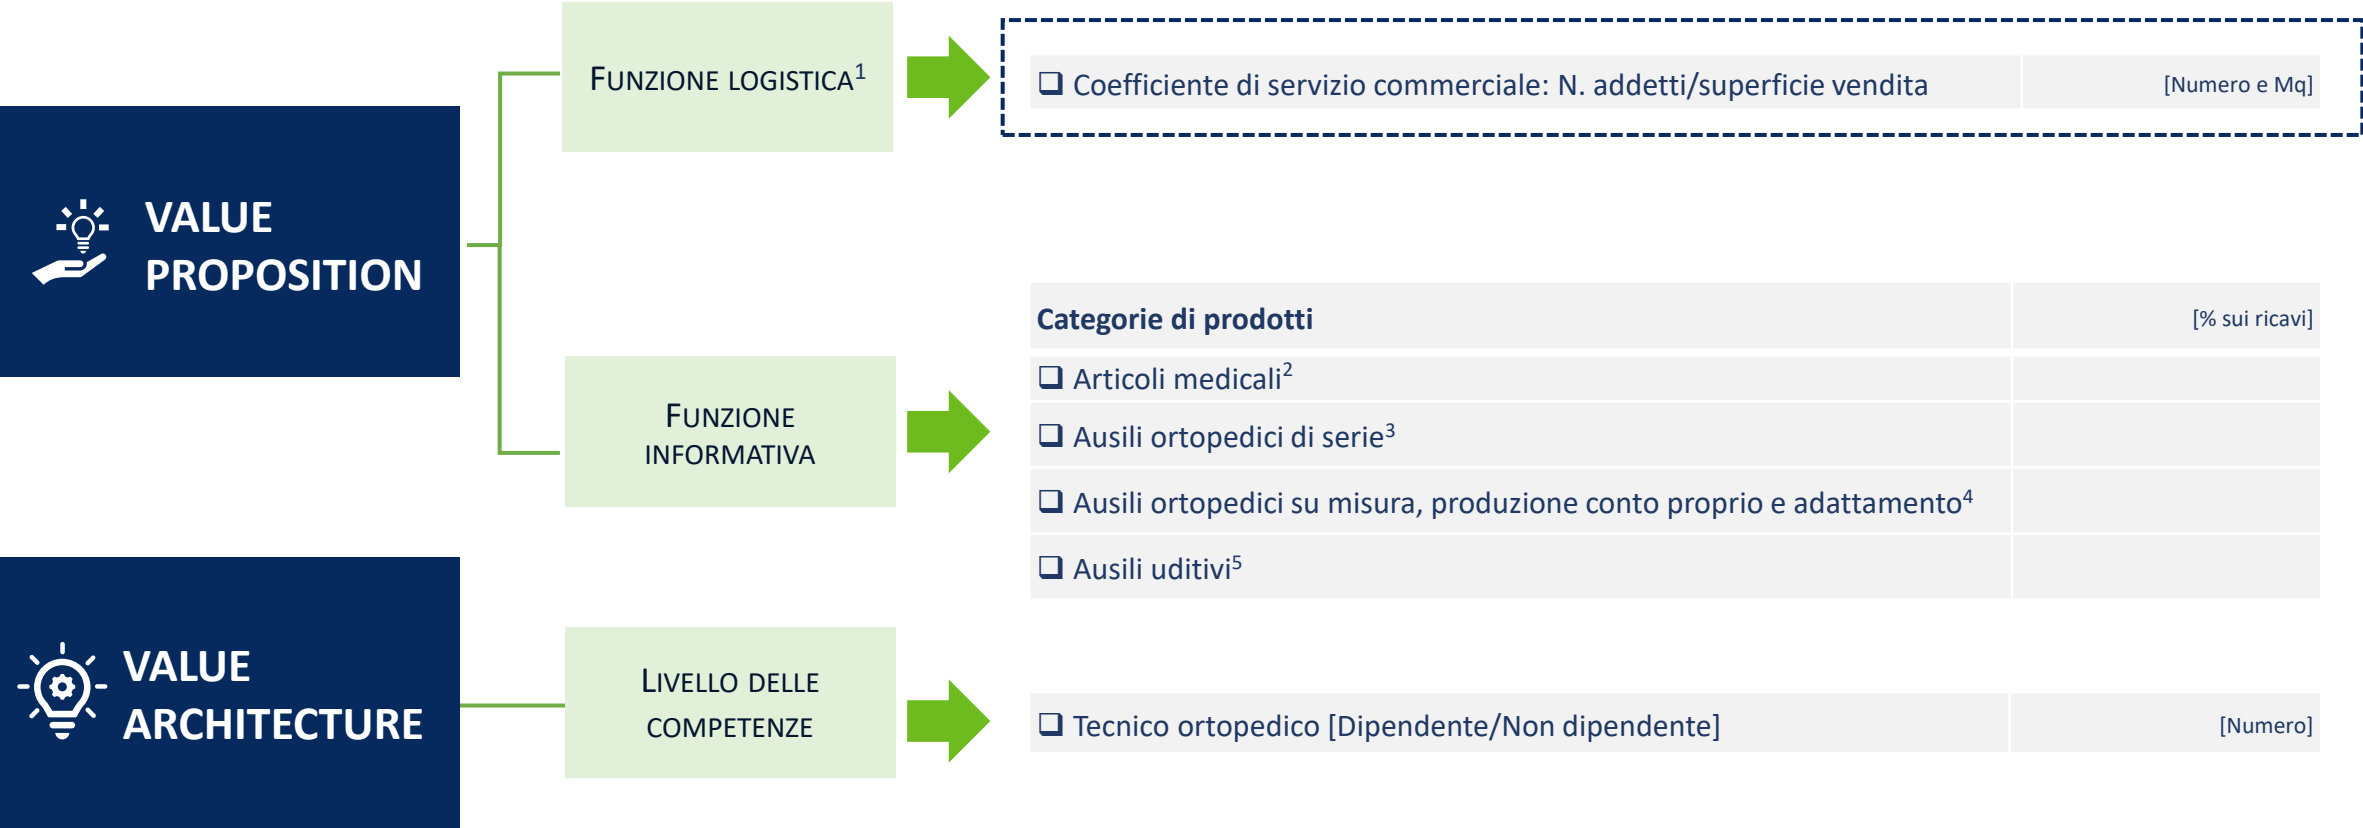 VALUE
PROPOSITION
FUNZIONE LOGISTICA¹
❑ Coefficiente di servizio commerciale: N. addetti/superficie vendita [Numero e Mq]
FUNZIONE
INFORMATIVA
Categorie di prodotti [% sui ricavi]
❑ Articoli medicali²
❑ Ausili ortopedici di serie³
❑ Ausili ortopedici su misura, produzione conto proprio e adattamento⁴
❑ Ausili uditivi⁵
VALUE
ARCHITECTURE
LIVELLO DELLE
COMPETENZE
❑ Tecnico ortopedico [Dipendente/Non dipendente] [Numero]